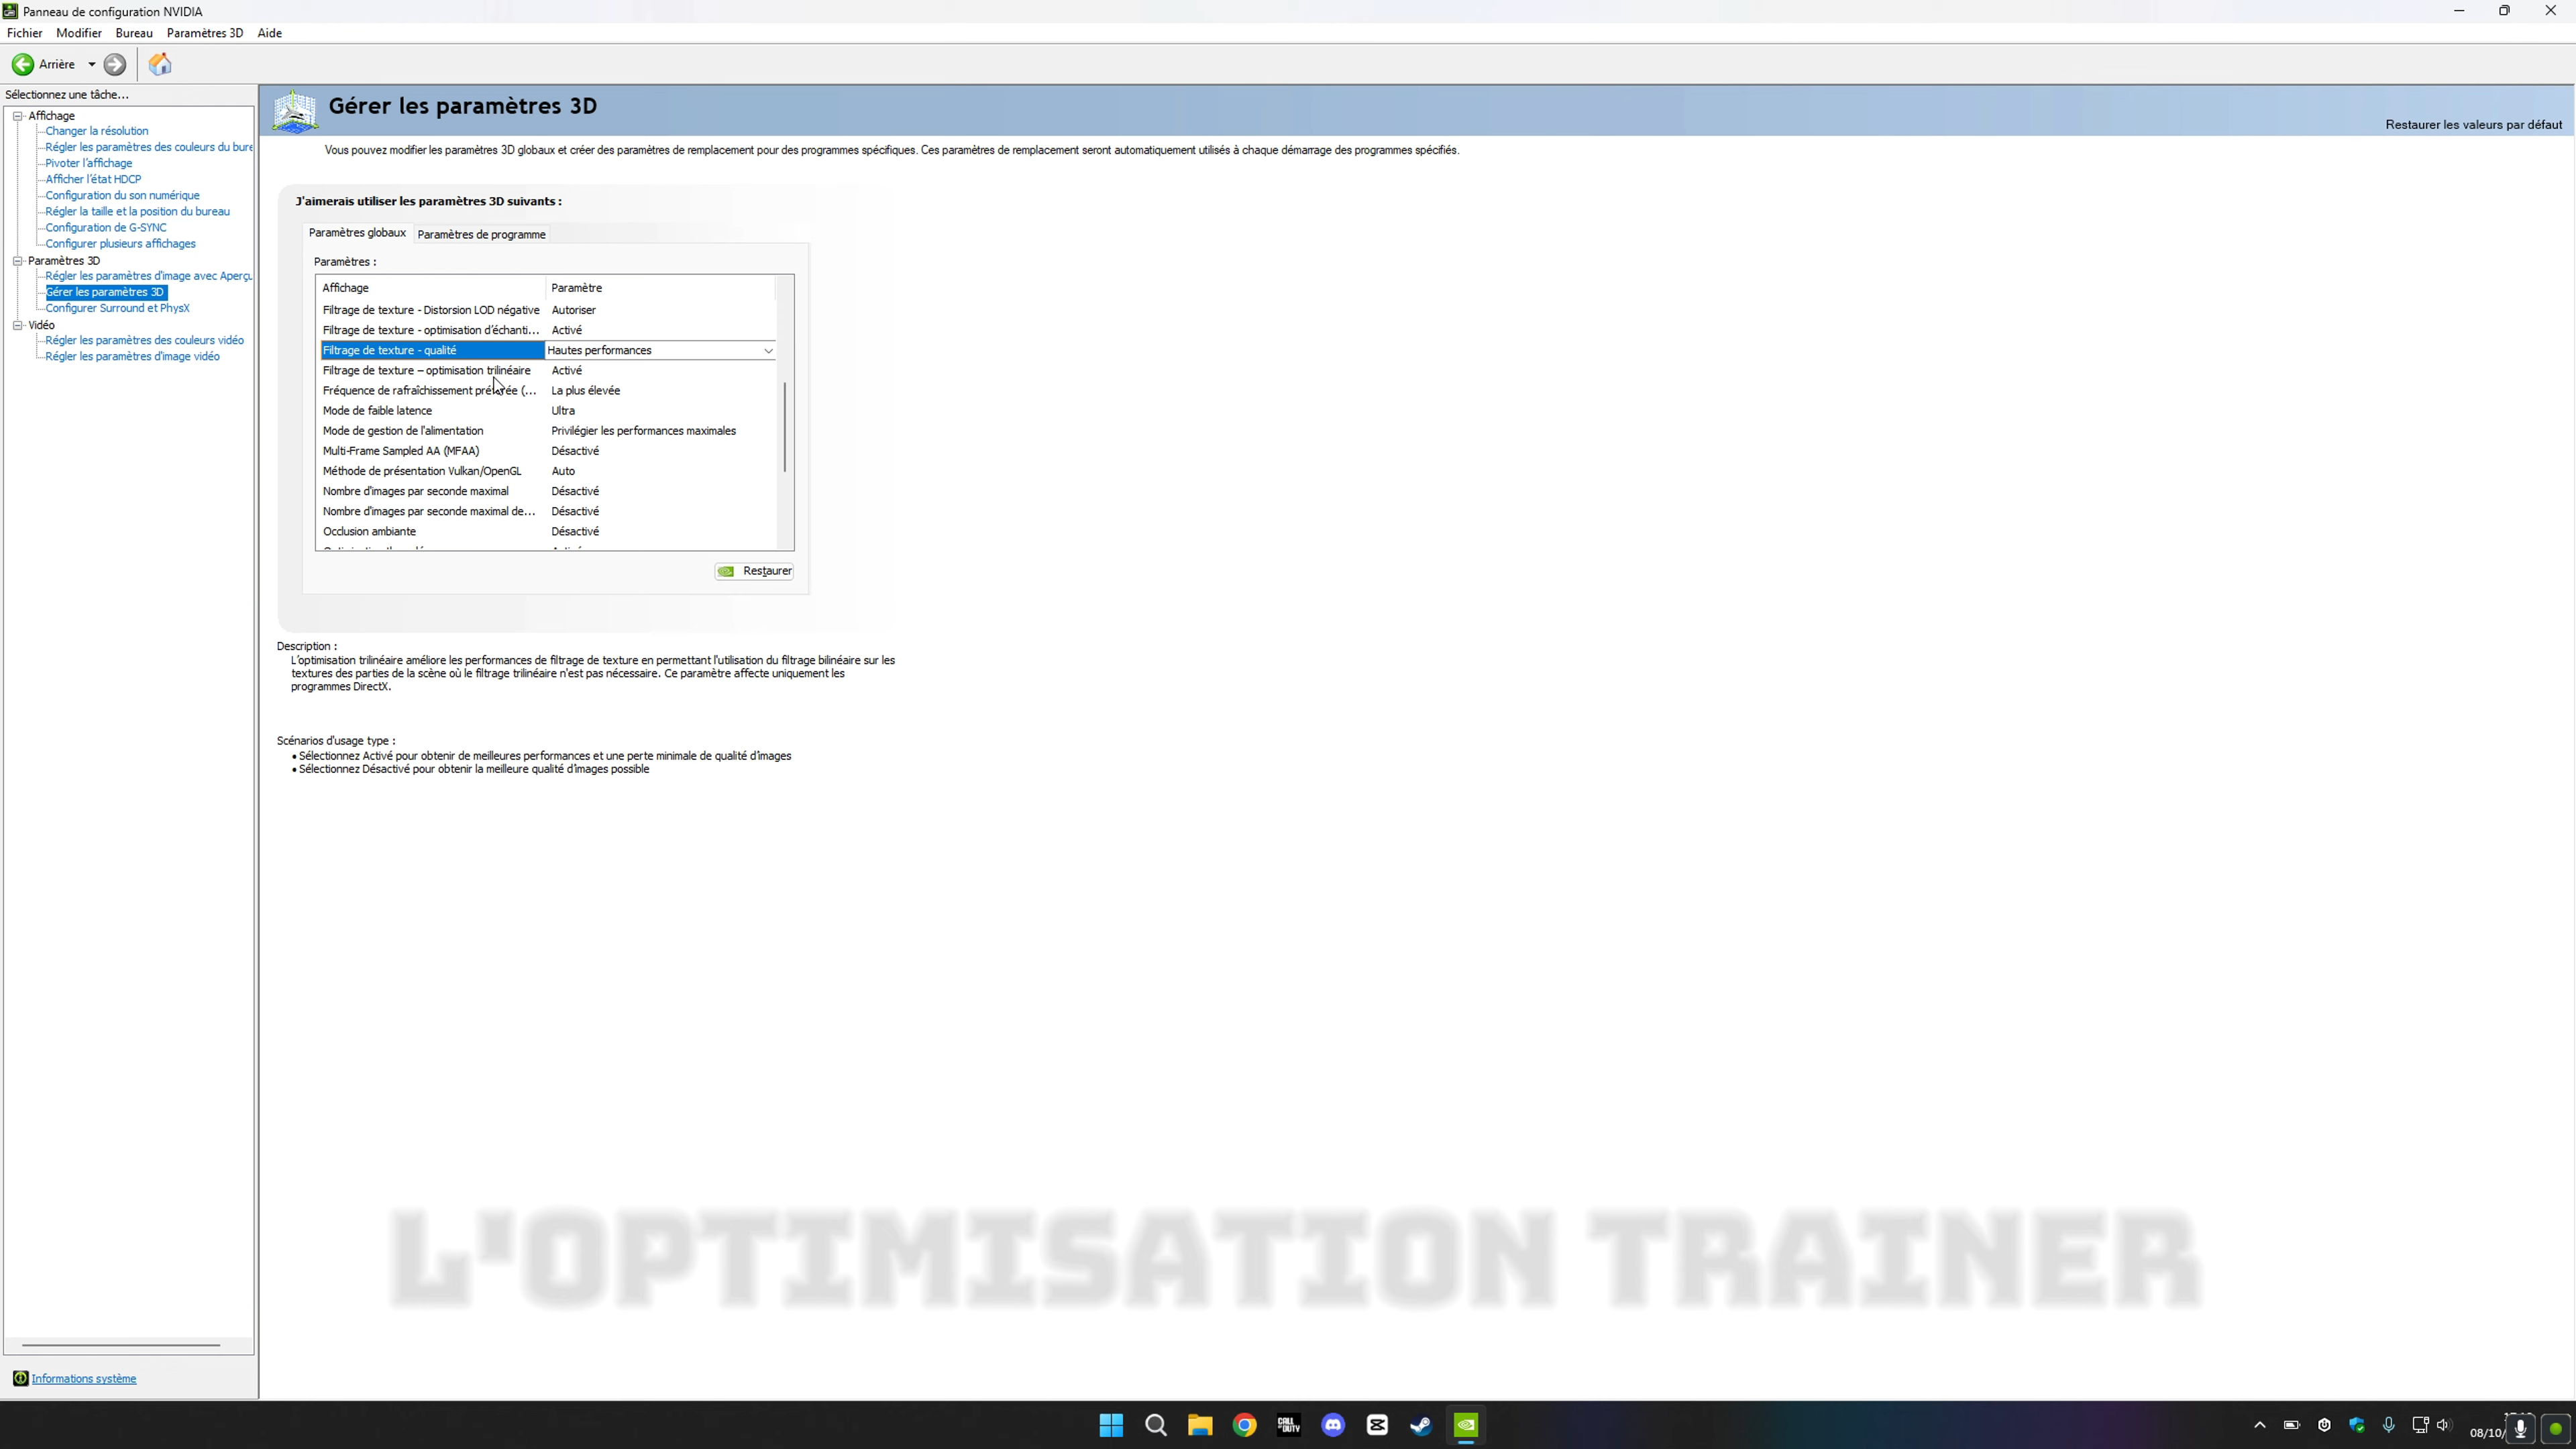 Panneau de configuration NVIDIA
Fichier Modifier Bureau Paramètres 3D Aide
Arrière
Sélectionnez une tâche...
Affichage
Changer la résolution
Régler les paramètres des couleurs du bure
Pivoter l'affichage
Afficher l'état HDCP
Configuration du son numérique
Régler la taille et la position du bureau
Configuration de G-SYNC
Configurer plusieurs affichages
Paramètres 3D
Régler les paramètres d'image avec Aperçu
Gérer les paramètres 3D
Configurer Surround et PhysX
Vidéo
Régler les paramètres des couleurs vidéo
Régler les paramètres d'image vidéo
Informations système
Gérer les paramètres 3D
Restaurer les valeurs par défaut
Vous pouvez modifier les paramètres 3D globaux et créer des paramètres de remplacement pour des programmes spécifiques. Ces paramètres de remplacement seront automatiquement utilisés à chaque démarrage des programmes spécifiés.
J'aimerais utiliser les paramètres 3D suivants :
Paramètres globaux Paramètres de programme
Paramètres :
Affichage Paramètre
Filtrage de texture - Distorsion LOD négative Autoriser
Filtrage de texture - optimisation d'échanti... Activé
Filtrage de texture - qualité Hautes performances
Filtrage de texture – optimisation trilinéaire Activé
Fréquence de rafraîchissement préférée (... La plus élevée
Mode de faible latence Ultra
Mode de gestion de l'alimentation Privilégier les performances maximales
Multi-Frame Sampled AA (MFAA) Désactivé
Méthode de présentation Vulkan/OpenGL Auto
Nombre d'images par seconde maximal Désactivé
Nombre d'images par seconde maximal de... Désactivé
Occlusion ambiante Désactivé
Restaurer
Description :
L'optimisation trilinéaire améliore les performances de filtrage de texture en permettant l'utilisation du filtrage bilinéaire sur les
textures des parties de la scène où le filtrage trilinéaire n'est pas nécessaire. Ce paramètre affecte uniquement les
programmes DirectX.
Scénarios d'usage type :
• Sélectionnez Activé pour obtenir de meilleures performances et une perte minimale de qualité d'images
• Sélectionnez Désactivé pour obtenir la meilleure qualité d'images possible
L'OPTIMISATION TRAINER
CALL OF DUTY
08/10/